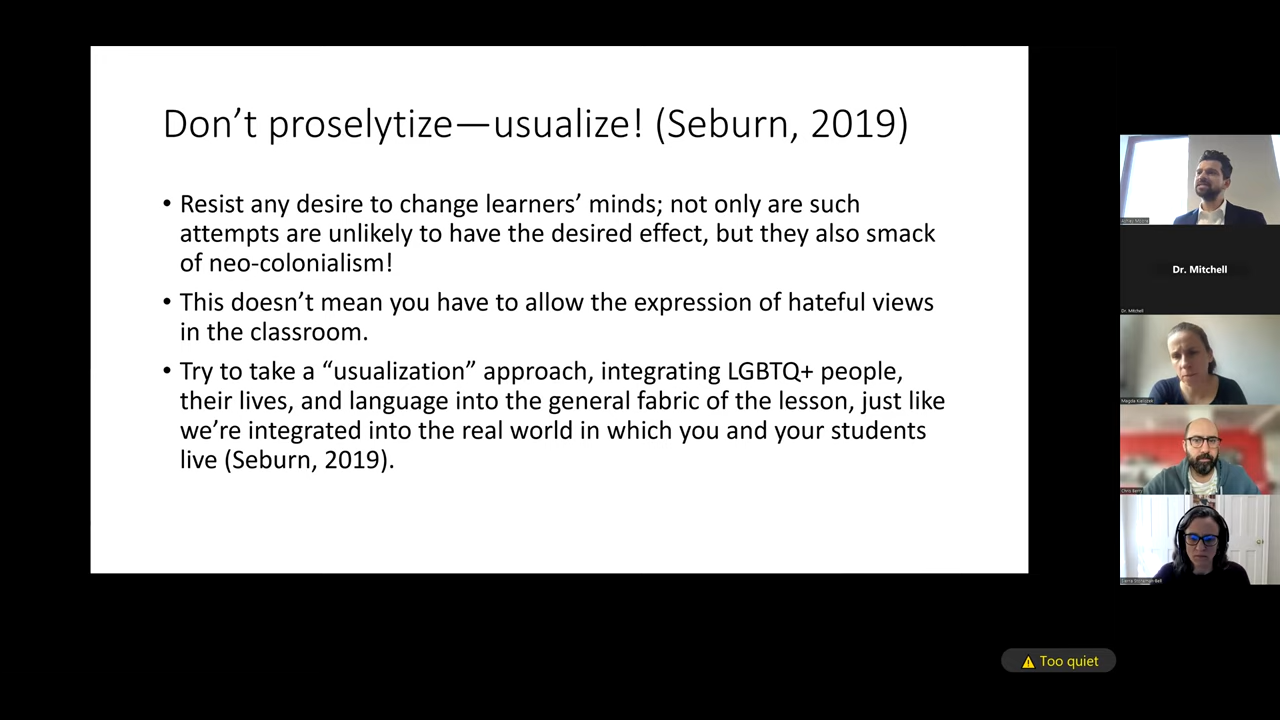 Don’t proselytize—usualize! (Seburn, 2019)
• Resist any desire to change learners’ minds; not only are such
attempts are unlikely to have the desired effect, but they also smack
of neo-colonialism!
• This doesn’t mean you have to allow the expression of hateful views
in the classroom.
• Try to take a “usualization” approach, integrating LGBTQ+ people,
their lives, and language into the general fabric of the lesson, just like
we’re integrated into the real world in which you and your students
live (Seburn, 2019).
Dr. Mitchell
Dr. Mitchell
Chris Berry
Too quiet